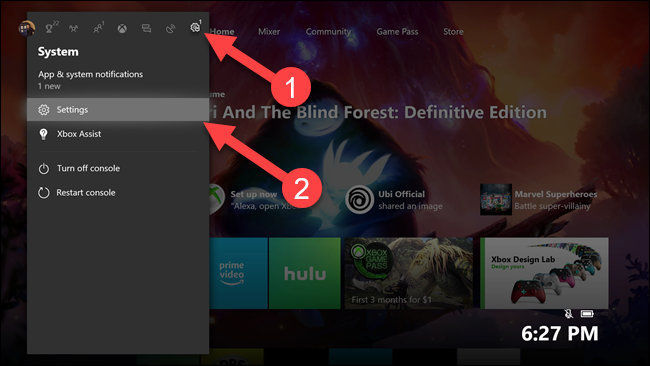 22
1
1
Home Mixer Community Game Pass Store
System
App & system notifications
1 new
Settings
Xbox Assist
Turn off console
Restart console
1
2
ri And The Blind Forest: Definitive Edition
Set up now
"Alexa, open
Ubi Official
shared an image
Marvel Superheroes
Battle super-villainy
prime video
hulu
XBOX
GAME
PASS
First 3 months for $1
Xbox Design Lab
Design yours
6:27 PM